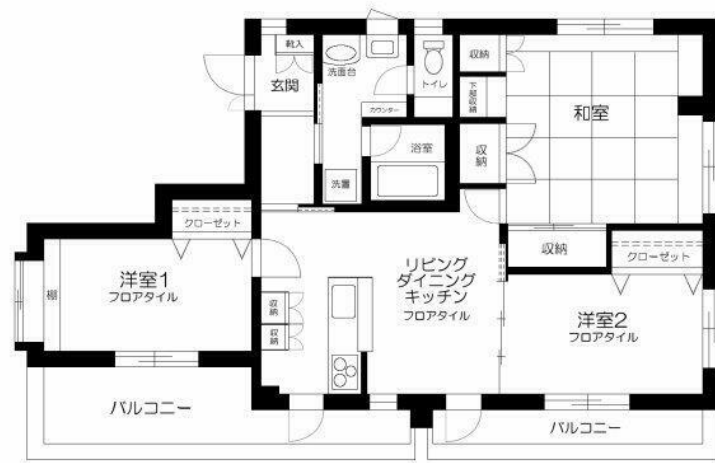 靴入
玄関
洗面台
カウンター
トイレ
洗置
浴室
収納
下部収納
収納
和室
収納
クローゼット
棚
洋室1
フロアタイル
収納
収納
リビング
ダイニング
キッチン
フロアタイル
クローゼット
洋室2
フロアタイル
バルコニー
バルコニー